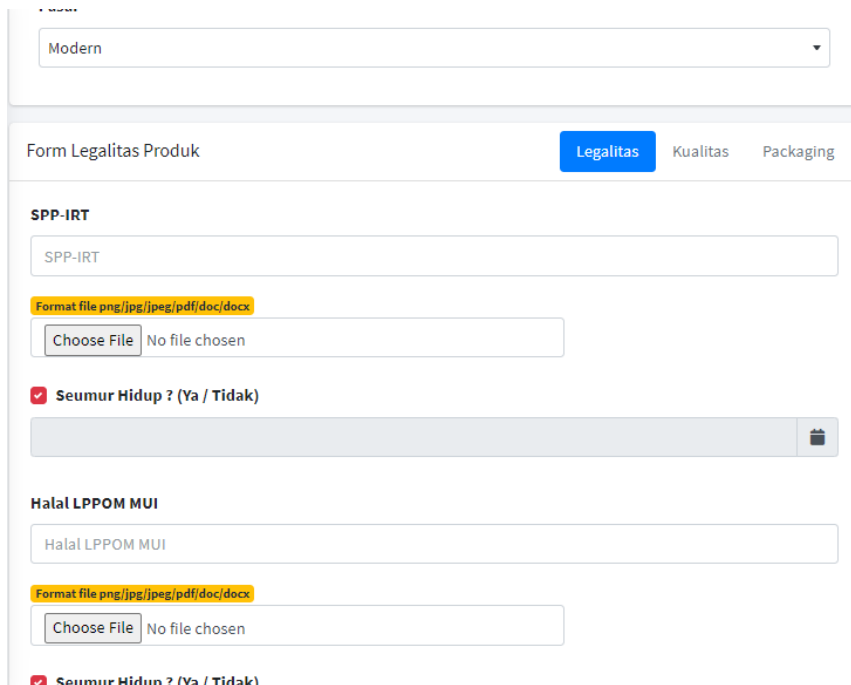 Modern
Form Legalitas Produk
Legalitas
Kualitas
Packaging
SPP-IRT
SPP-IRT
Format file png/jpg/jpeg/pdf/doc/docx
Choose File No file chosen
Seumur Hidup ? (Ya / Tidak)
Halal LPPOM MUI
Halal LPPOM MUI
Format file png/jpg/jpeg/pdf/doc/docx
Choose File No file chosen
Seumur Hidup ? (Ya / Tidak)